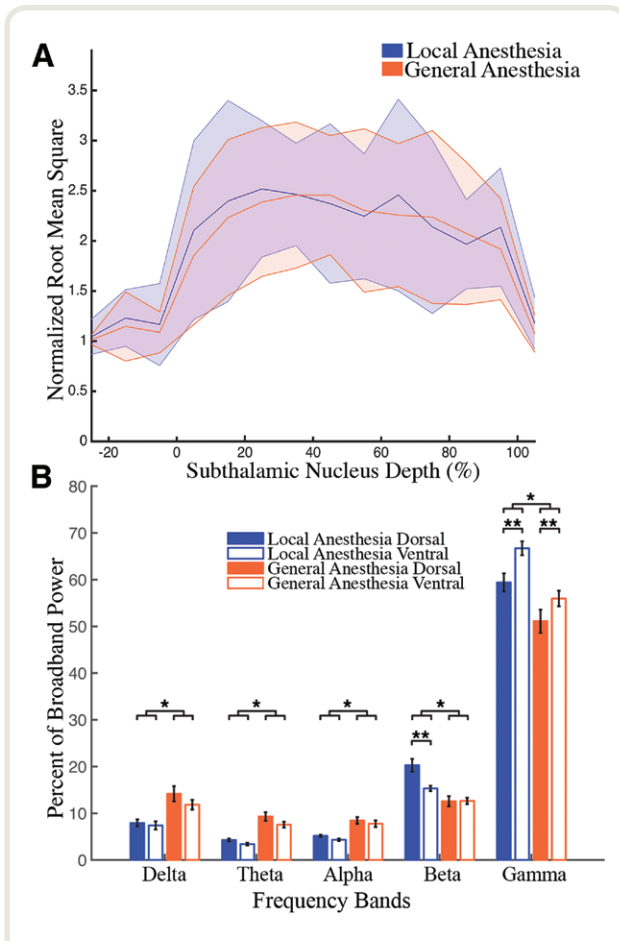 A
Local Anesthesia
General Anesthesia
Normalized Root Mean Square
3.5
3
2.5
2
1.5
1
0.5
0
-20 0 20 40 60 80 100
Subthalamic Nucleus Depth (%)
B
Percent of Broadband Power
80
70
60
50
40
30
20
10
0
Local Anesthesia Dorsal
Local Anesthesia Ventral
General Anesthesia Dorsal
General Anesthesia Ventral
*
** **
* * * *
**
Delta Theta Alpha Beta Gamma
Frequency Bands